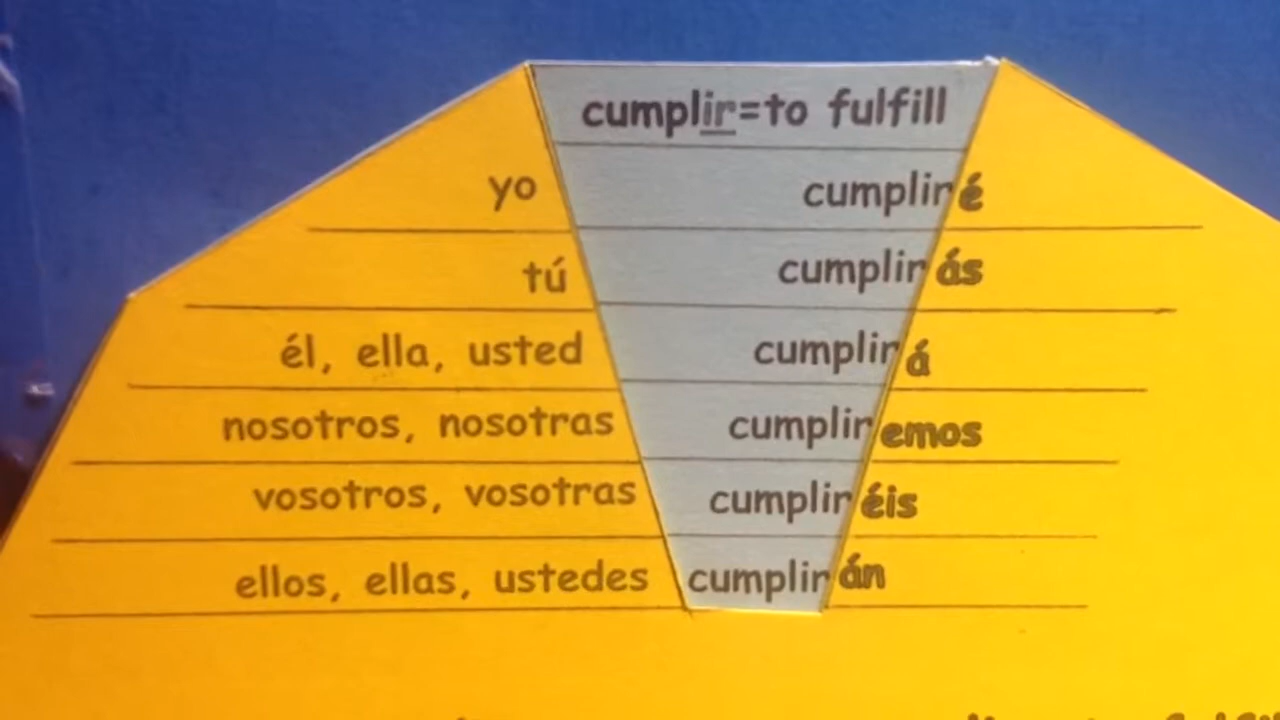 cumplir=to fulfill
yo cumpliré
tú cumplirás
él, ella, usted cumplirá
nosotros, nosotras cumpliremos
vosotros, vosotras cumpliréis
ellos, ellas, ustedes cumplirán